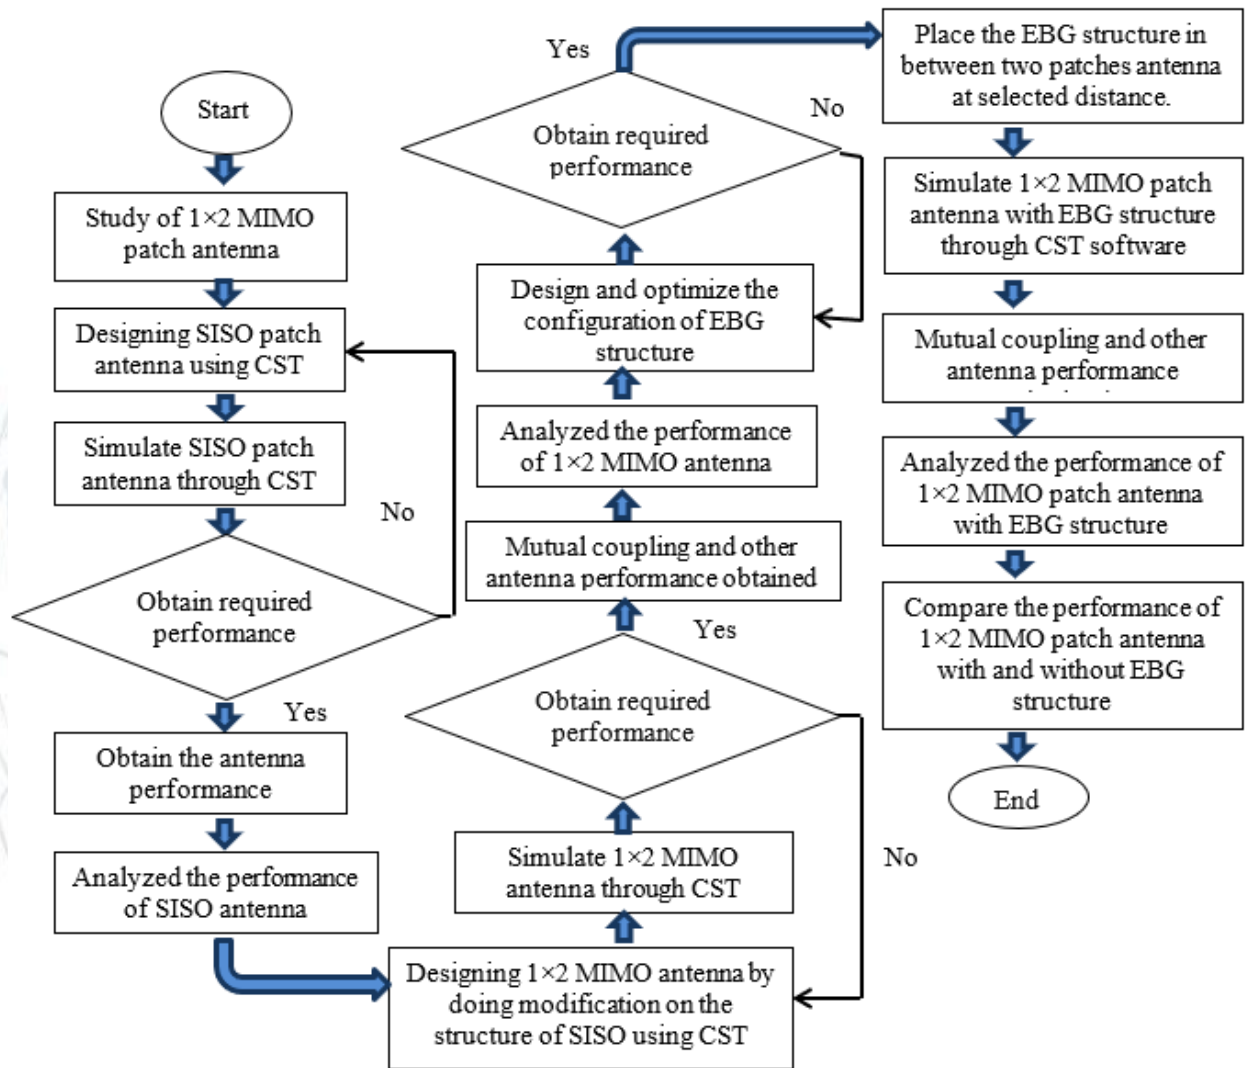 Start
Study of 1×2 MIMO
patch antenna
Designing SISO patch
antenna using CST
Simulate SISO patch
antenna through CST
No
Obtain required
performance
Yes
Obtain the antenna
performance
Analyzed the performance
of SISO antenna
Designing 1×2 MIMO antenna by
doing modification on the
structure of SISO using CST
Simulate 1×2 MIMO
antenna through CST
No
Obtain required
performance
Yes
Mutual coupling and other
antenna performance obtained
Analyzed the performance
of 1×2 MIMO antenna
Design and optimize the
configuration of EBG
structure
Obtain required
performance
No
Yes
Place the EBG structure in
between two patches antenna
at selected distance.
Simulate 1×2 MIMO patch
antenna with EBG structure
through CST software
Mutual coupling and other
antenna performance
Analyzed the performance of
1×2 MIMO patch antenna
with EBG structure
Compare the performance of
1×2 MIMO patch antenna
with and without EBG
structure
End